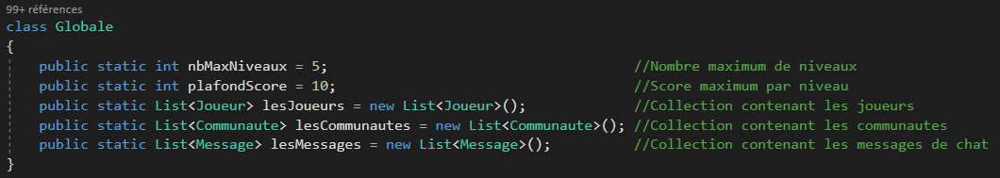 99+ références
class Globale
{
public static int nbMaxNiveaux = 5; //Nombre maximum de niveaux
public static int plafondScore = 10; //Score maximum par niveau
public static List<Joueur> lesJoueurs = new List<Joueur>(); //Collection contenant les joueurs
public static List<Communaute> lesCommunautes = new List<Communaute>(); //Collection contenant les communautes
public static List<Message> lesMessages = new List<Message>(); //Collection contenant les messages de chat
}